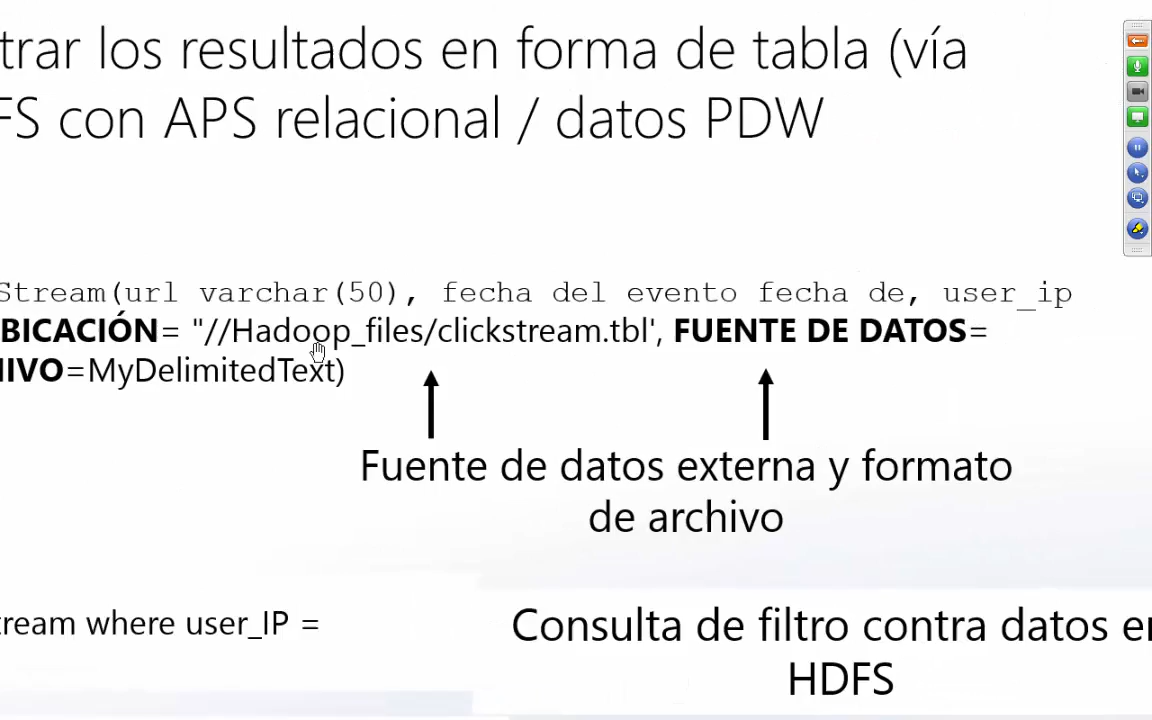 trar los resultados en forma de tabla (vía
FS con APS relacional / datos PDW
Stream(url varchar(50), fecha del evento fecha de, user_ip
BICACIÓN= "//Hadoop_files/clickstream.tbl', FUENTE DE DATOS=
IVO=MyDelimitedText)
Fuente de datos externa y formato
de archivo
ream where user_IP =
Consulta de filtro contra datos en
HDFS